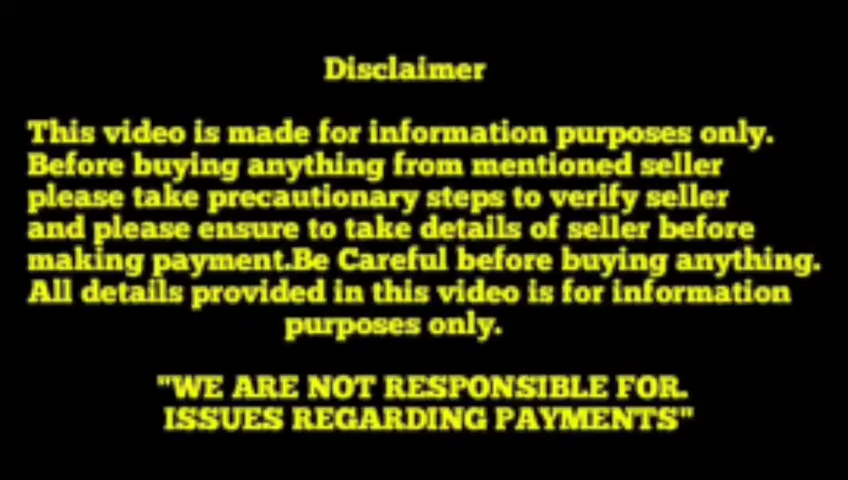 Disclaimer
This video is made for information purposes only.
Before buying anything from mentioned seller
please take precautionary steps to verify seller
and please ensure to take details of seller before
making payment.Be Careful before buying anything.
All details provided in this video is for information
purposes only.
"WE ARE NOT RESPONSIBLE FOR.
ISSUES REGARDING PAYMENTS"